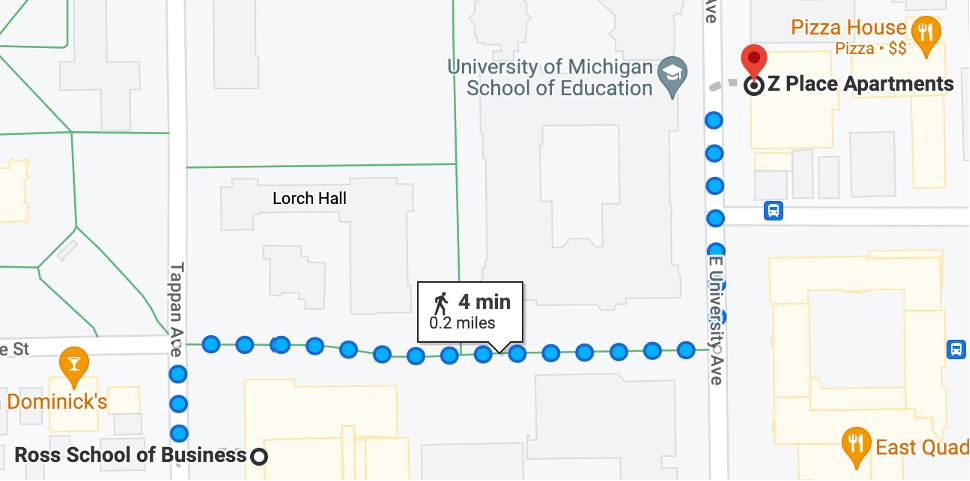 Ave
Pizza House
Pizza • $$
University of Michigan
School of Education
Z Place Apartments
Lorch Hall
Tappan Ave
4 min
0.2 miles
E University Ave
e St
Dominick's
Ross School of Business
East Quad